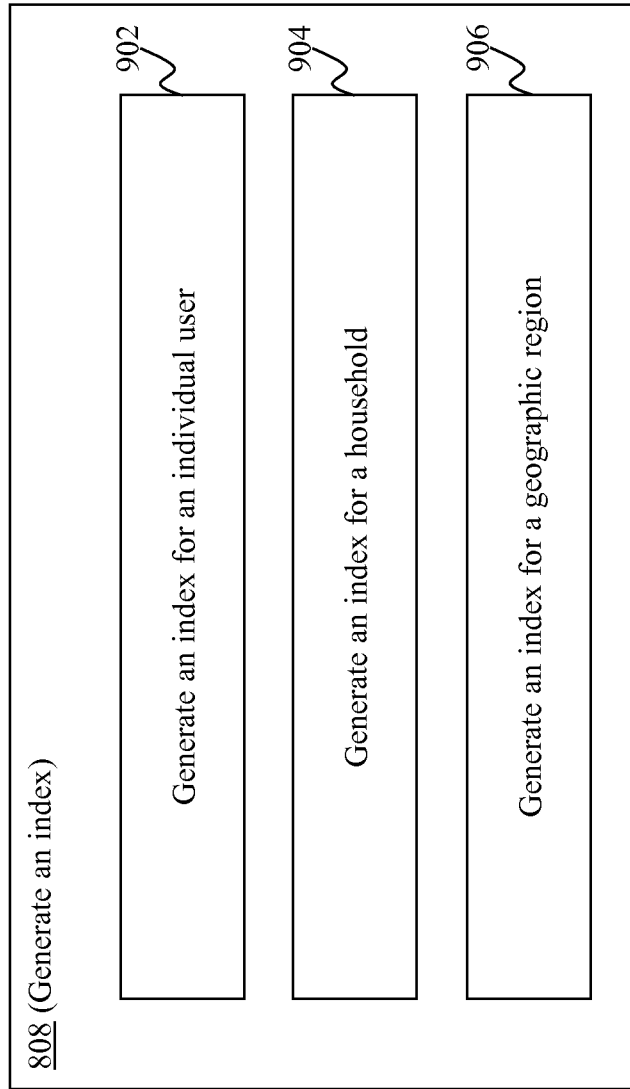 808 (Generate an index)
902
Generate an index for an individual user
904
Generate an index for a household
906
Generate an index for a geographic region